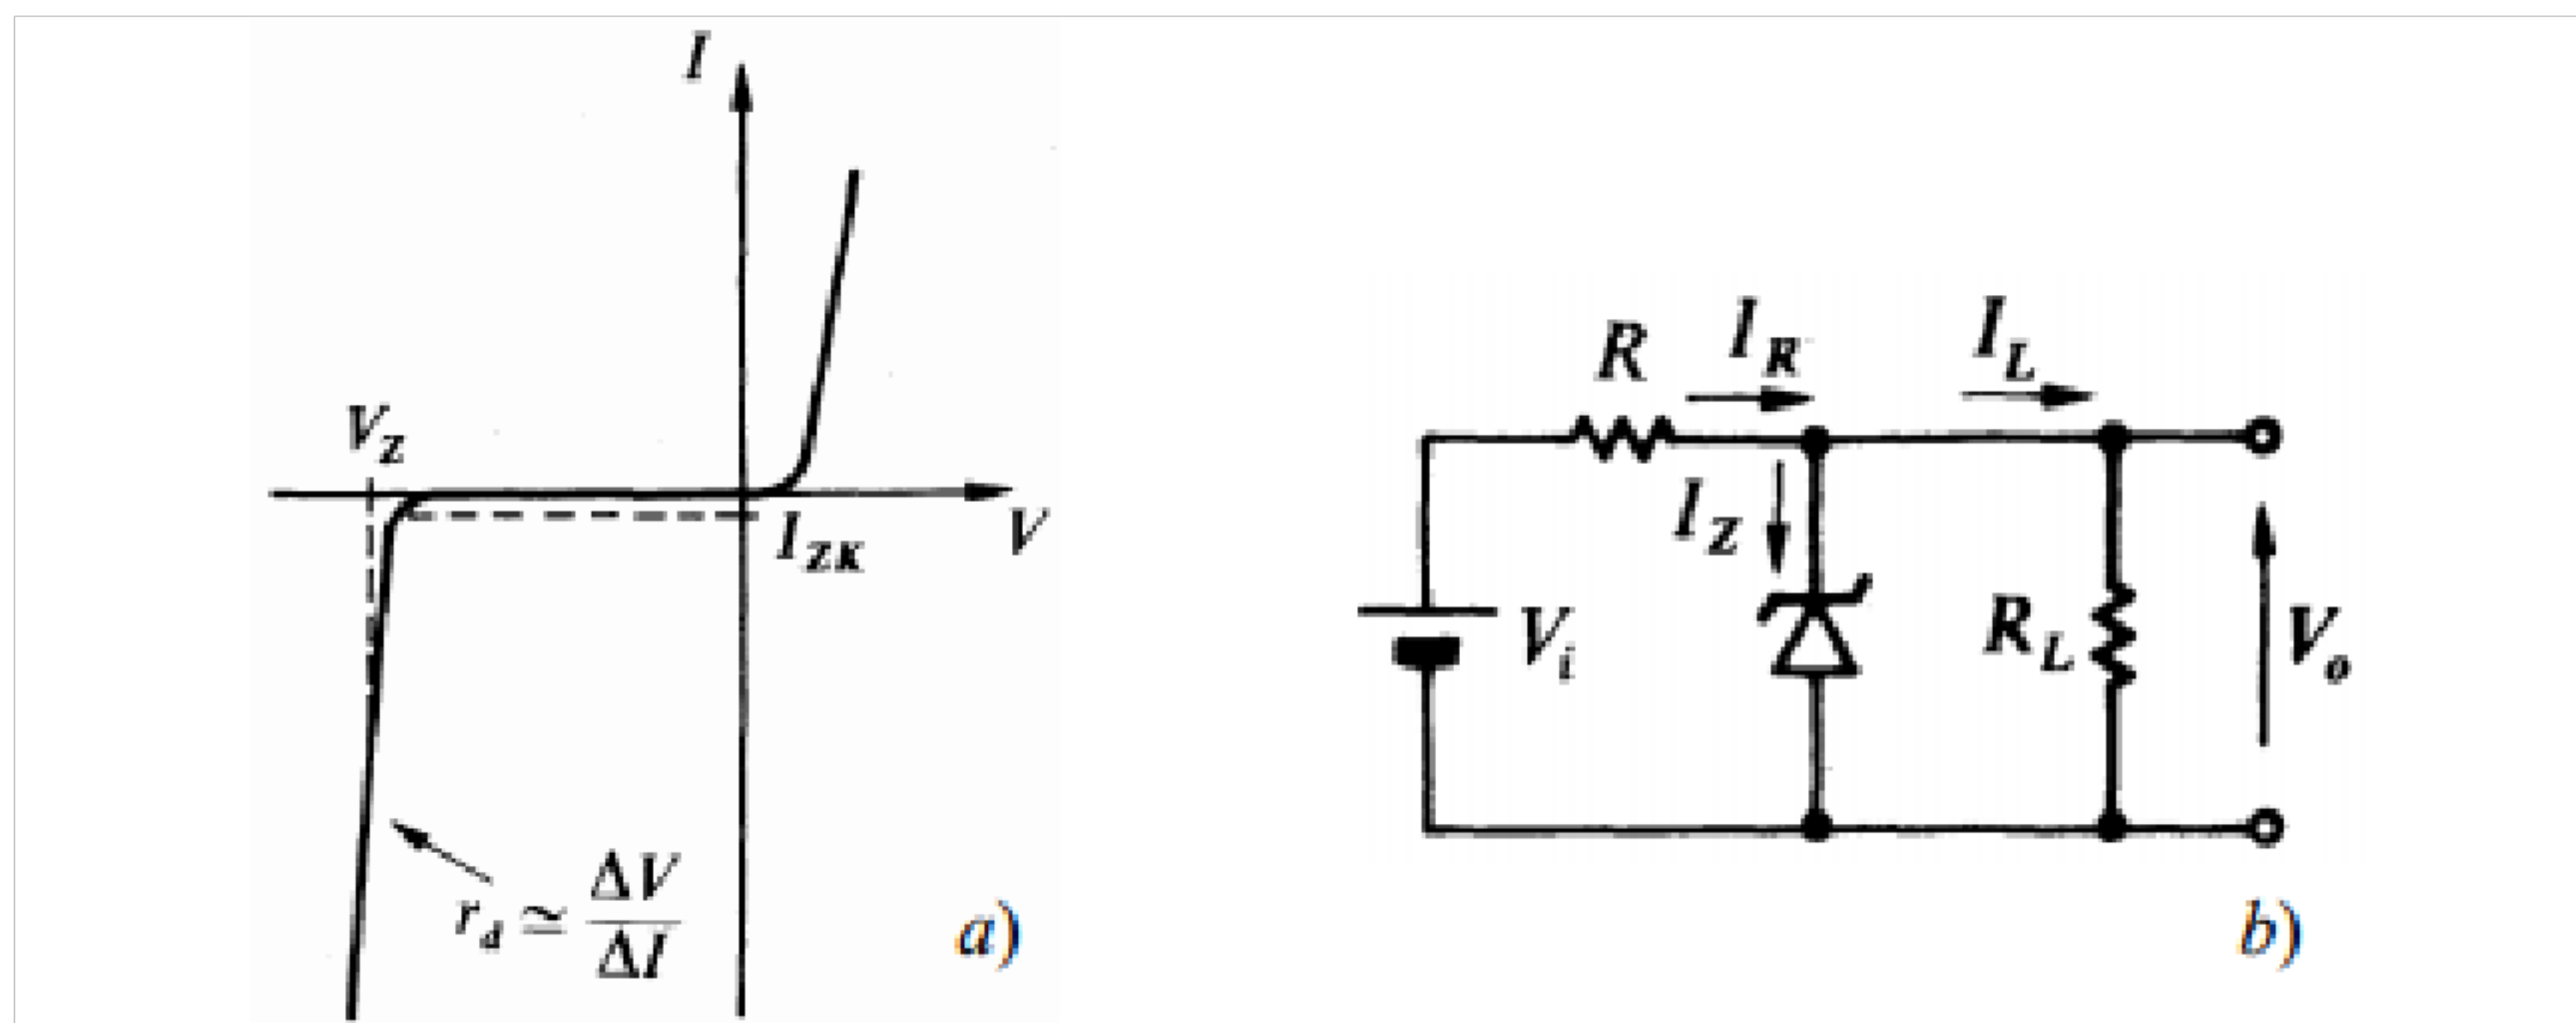 I
V_Z
I_ZK
V
r_d ≃ ΔV/ΔI
a)
R
I_R
I_L
I_Z
V_i
R_L
V_o
b)